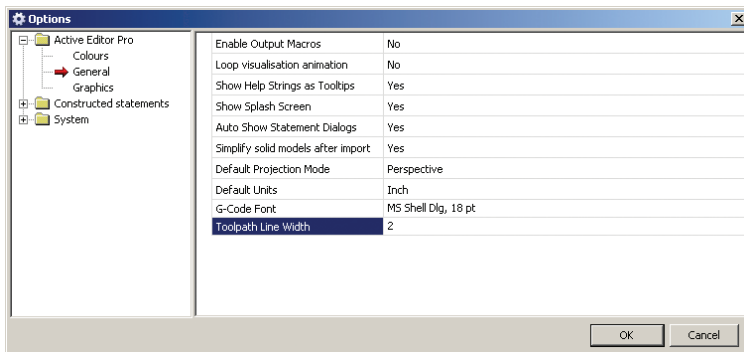 Options
Active Editor Pro
Colours
General
Graphics
Constructed statements
System
Enable Output Macros No
Loop visualisation animation No
Show Help Strings as Tooltips Yes
Show Splash Screen Yes
Auto Show Statement Dialogs Yes
Simplify solid models after import Yes
Default Projection Mode Perspective
Default Units Inch
G-Code Font MS Shell Dlg, 18 pt
Toolpath Line Width 2
OK Cancel